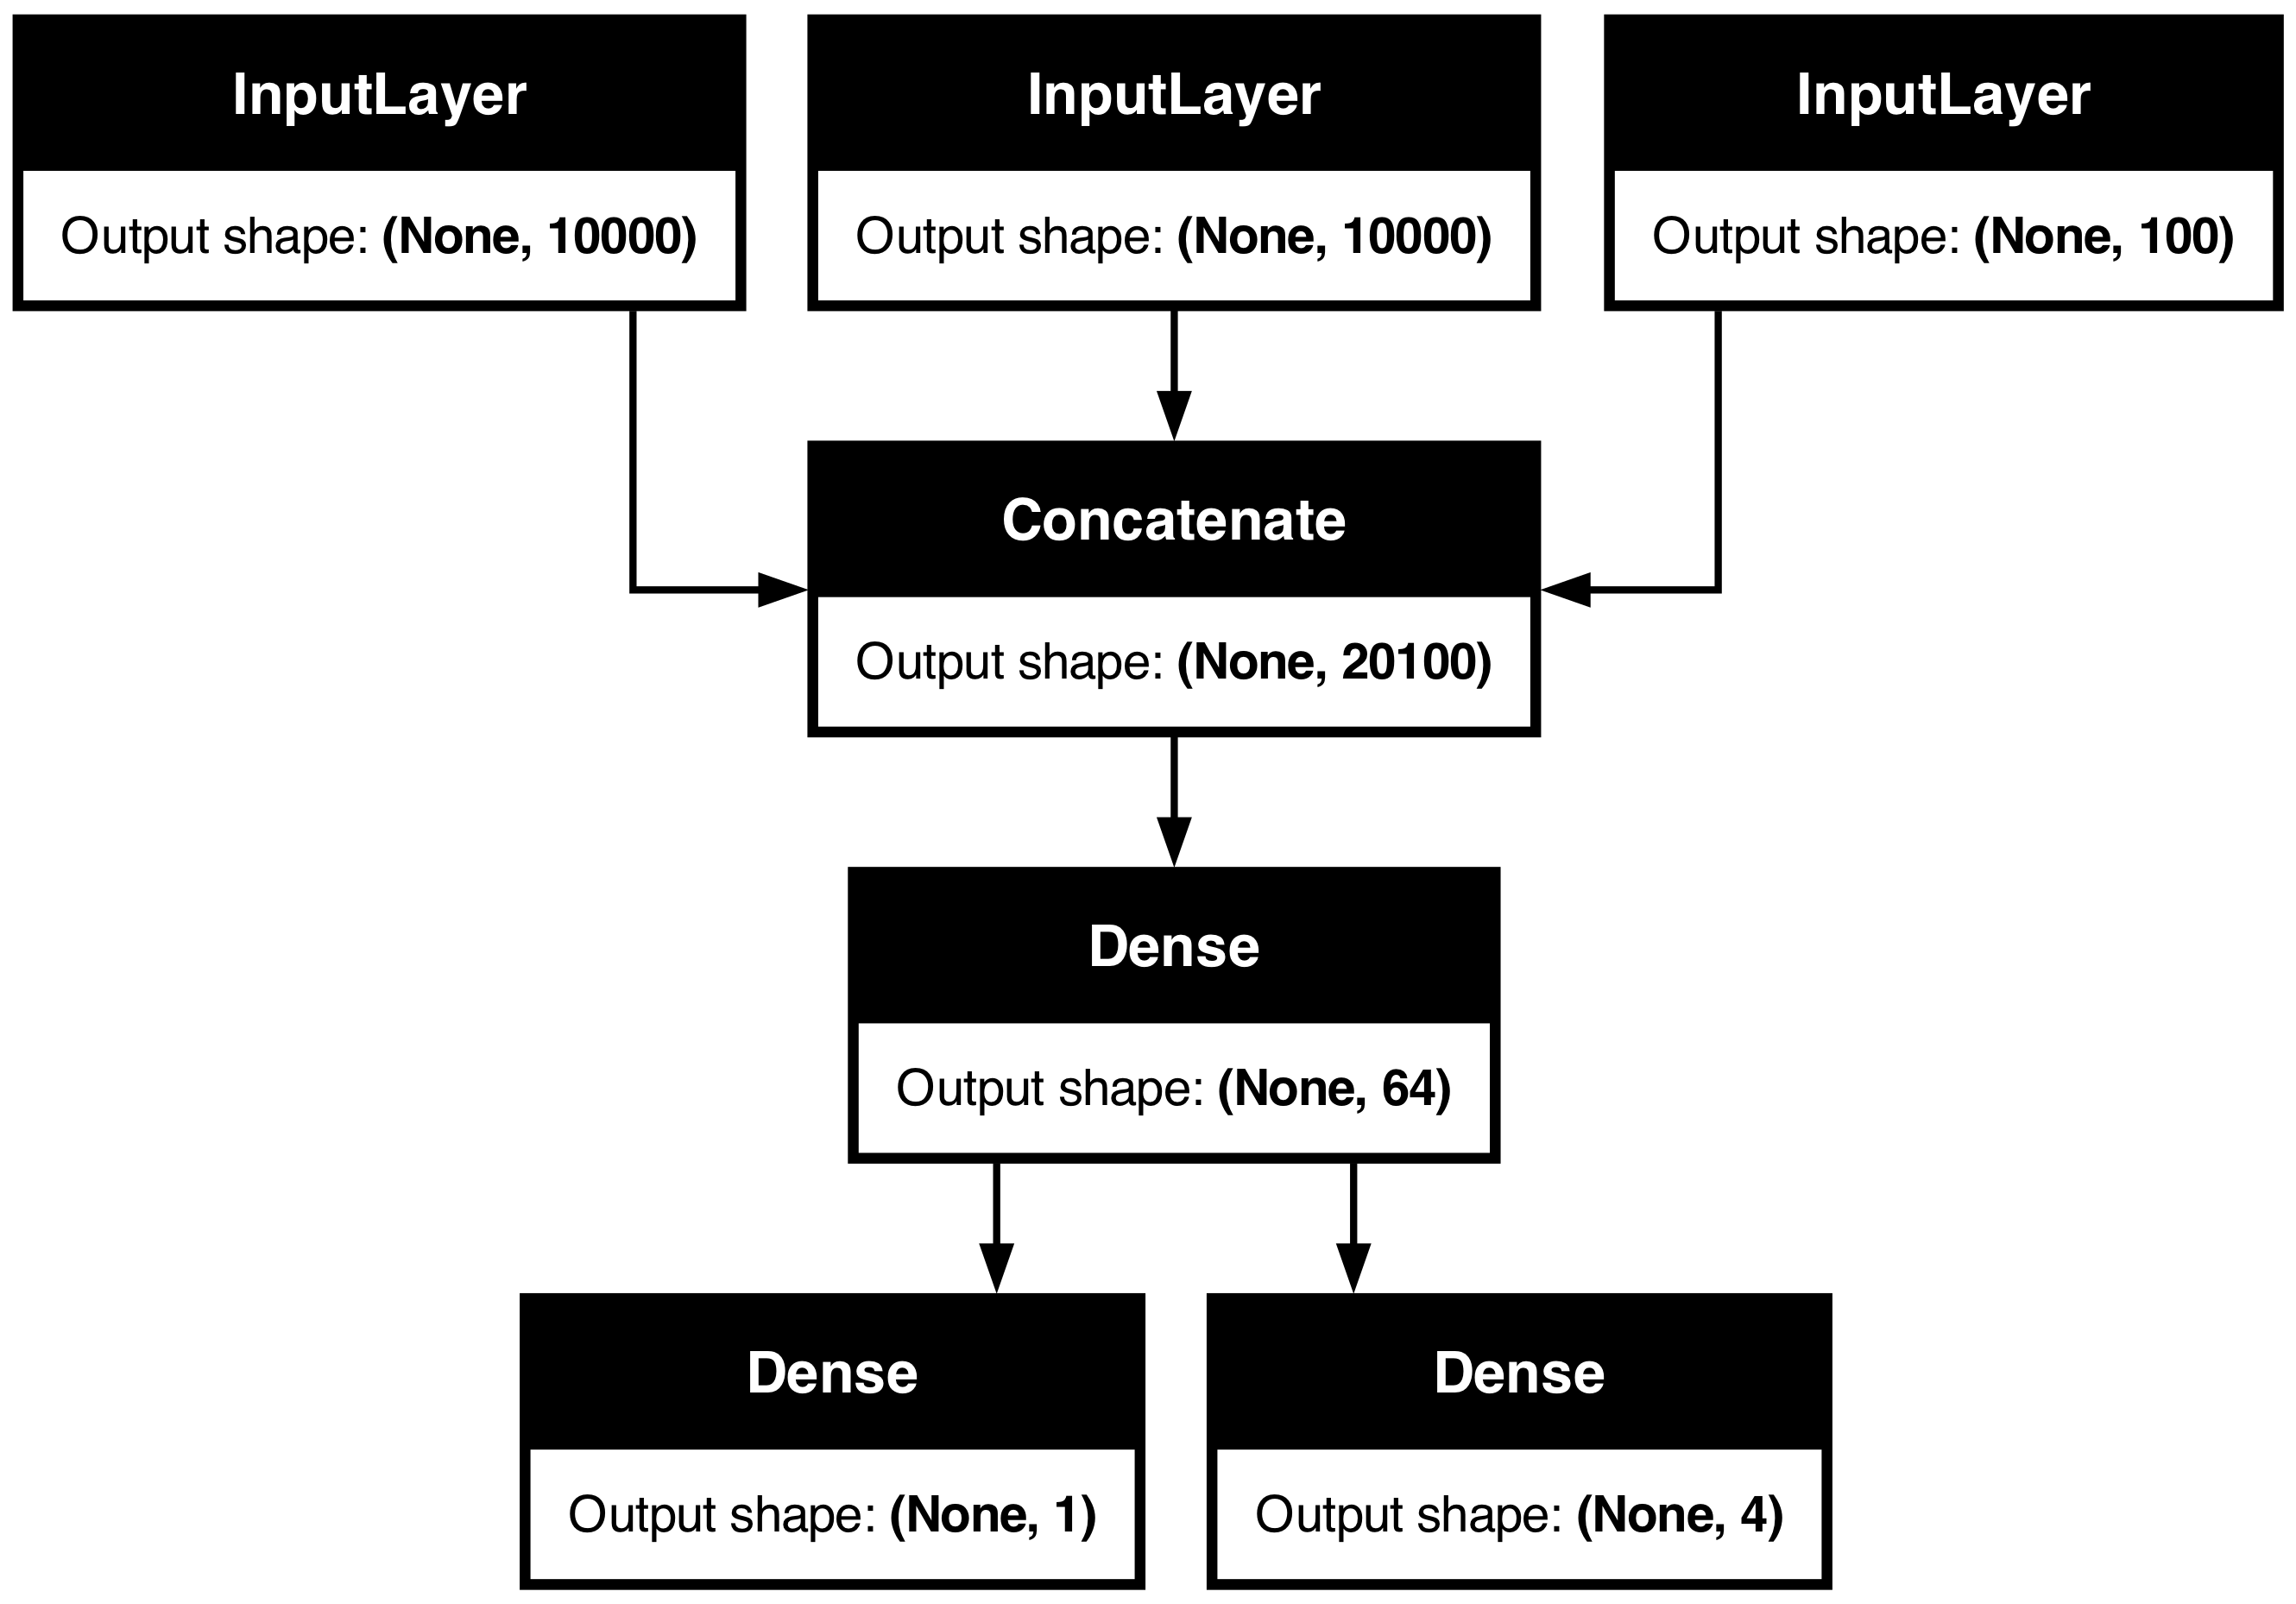 InputLayer
Output shape: (None, 10000)
InputLayer
Output shape: (None, 10000)
InputLayer
Output shape: (None, 100)
Concatenate
Output shape: (None, 20100)
Dense
Output shape: (None, 64)
Dense
Output shape: (None, 1)
Dense
Output shape: (None, 4)